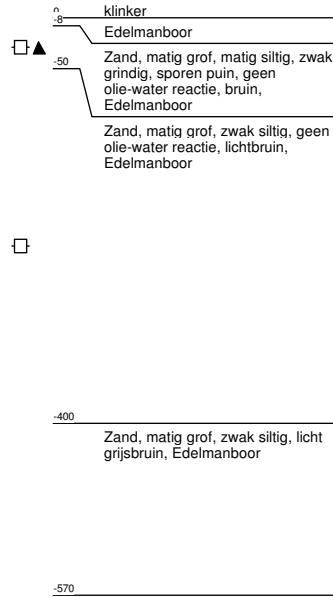 0
klinker
-8
Edelmanboor
Zand, matig grof, matig siltig, zwak
grindig, sporen puin, geen
olie-water reactie, bruin,
Edelmanboor
-50
Zand, matig grof, zwak siltig, geen
olie-water reactie, lichtbruin,
Edelmanboor
-400
Zand, matig grof, zwak siltig, licht
grijsbruin, Edelmanboor
-570